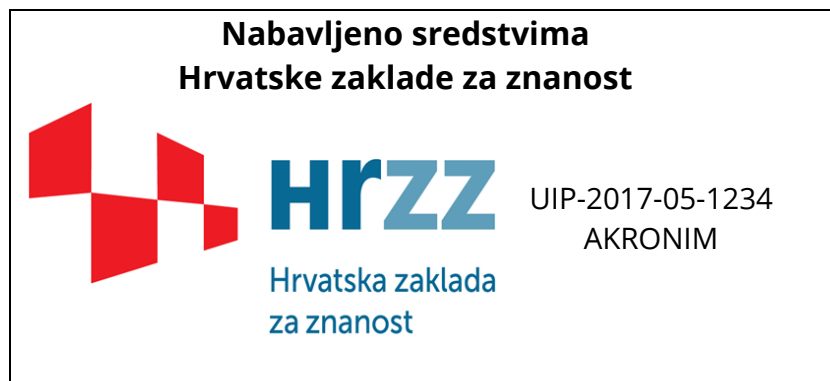 Nabavljeno sredstvima
Hrvatske zaklade za znanost
HrZZ
Hrvatska zaklada
za znanost
UIP-2017-05-1234
AKRONIM